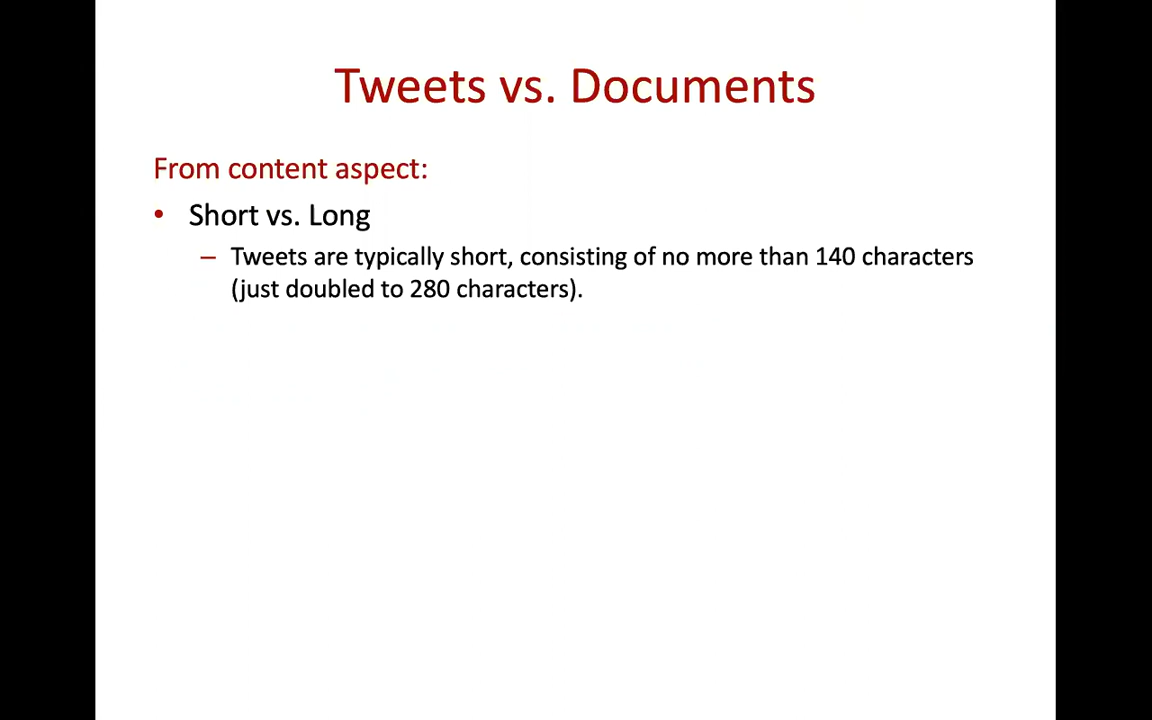 Tweets vs. Documents
From content aspect:
• Short vs. Long
– Tweets are typically short, consisting of no more than 140 characters
(just doubled to 280 characters).